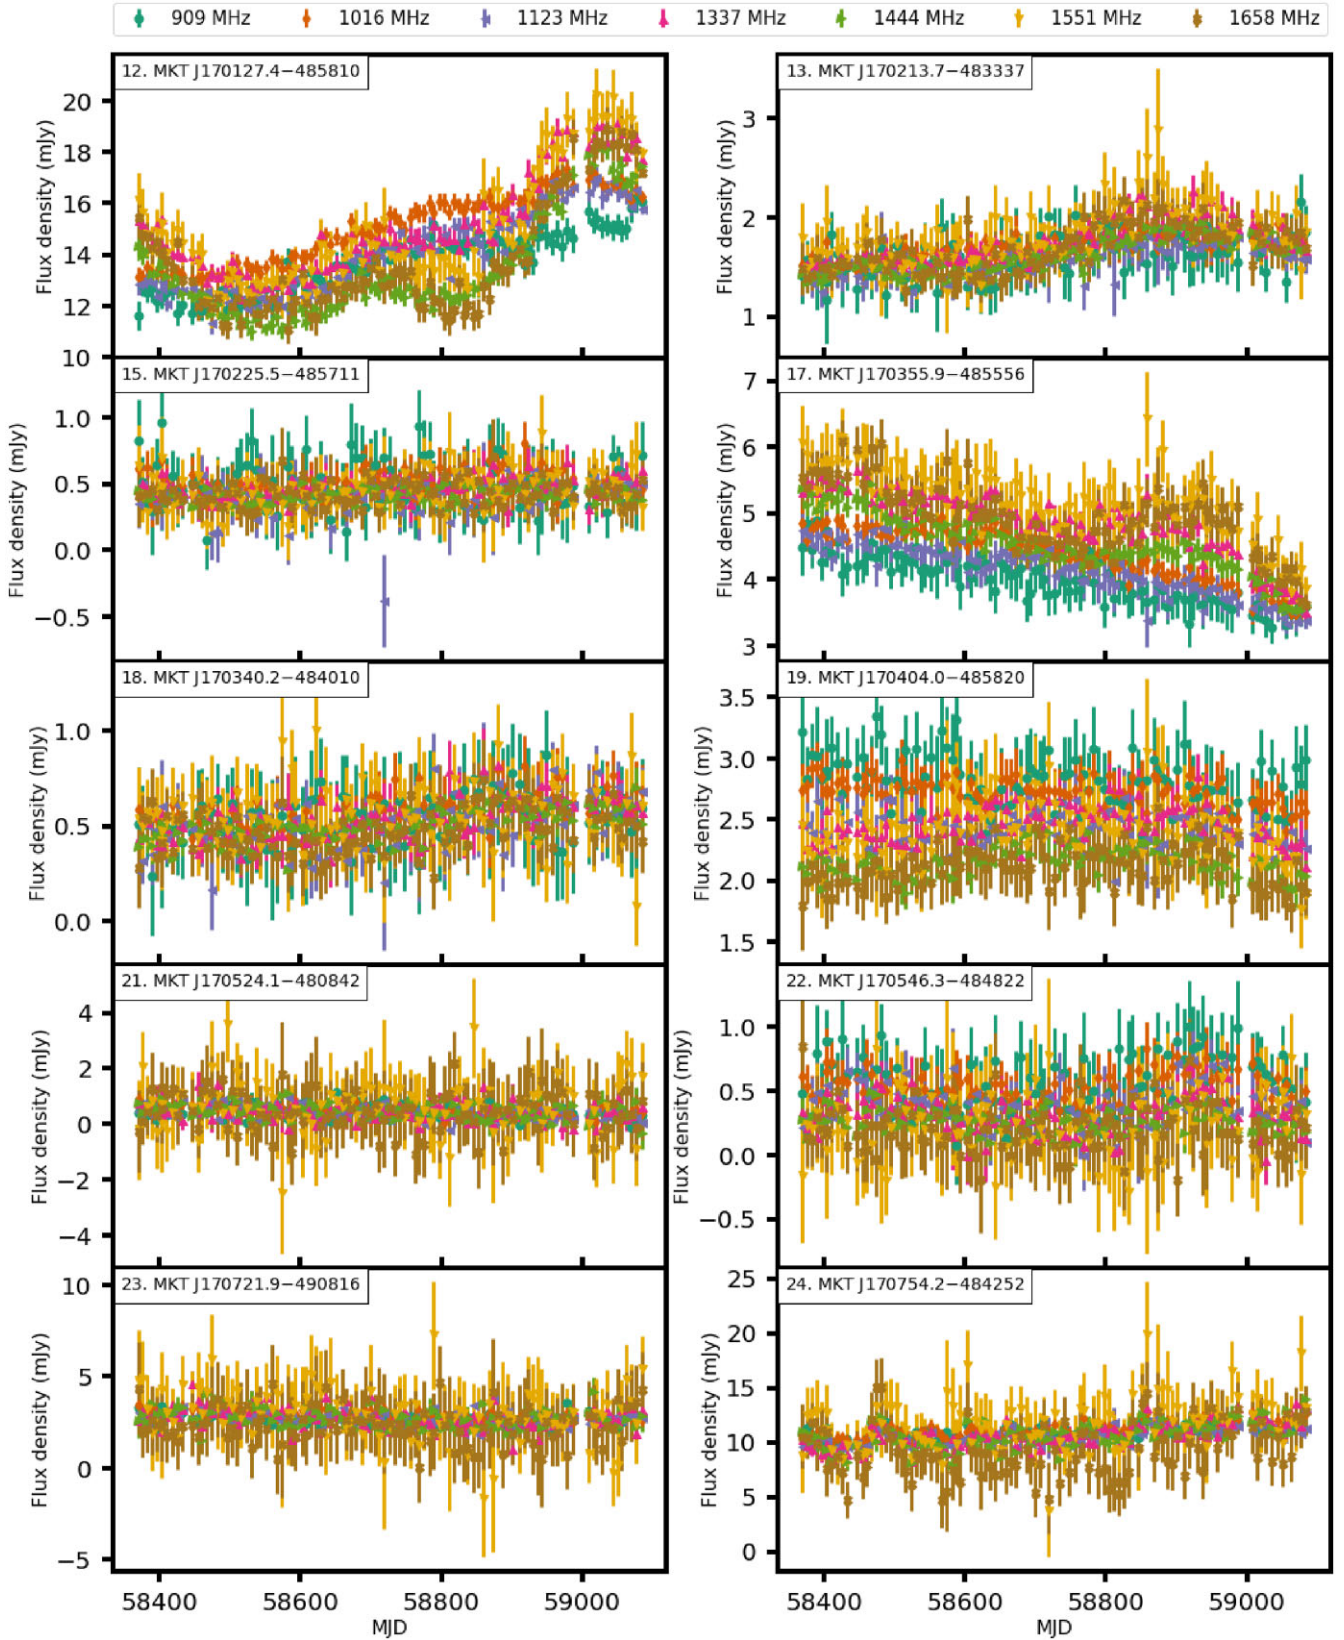 909 MHz 1016 MHz 1123 MHz 1337 MHz 1444 MHz 1551 MHz 1658 MHz
12. MKT J170127.4−485810
20
18
16
14
12
10
Flux density (mJy)
13. MKT J170213.7−483337
3
2
1
Flux density (mJy)
15. MKT J170225.5−485711
1.0
0.5
0.0
−0.5
Flux density (mJy)
17. MKT J170355.9−485556
7
6
5
4
3
Flux density (mJy)
18. MKT J170340.2−484010
1.0
0.5
0.0
Flux density (mJy)
19. MKT J170404.0−485820
3.5
3.0
2.5
2.0
1.5
Flux density (mJy)
21. MKT J170524.1−480842
4
2
0
−2
−4
Flux density (mJy)
22. MKT J170546.3−484822
1.0
0.5
0.0
−0.5
Flux density (mJy)
23. MKT J170721.9−490816
10
5
0
−5
Flux density (mJy)
58400 58600 58800 59000
MJD
24. MKT J170754.2−484252
25
20
15
10
5
0
Flux density (mJy)
58400 58600 58800 59000
MJD